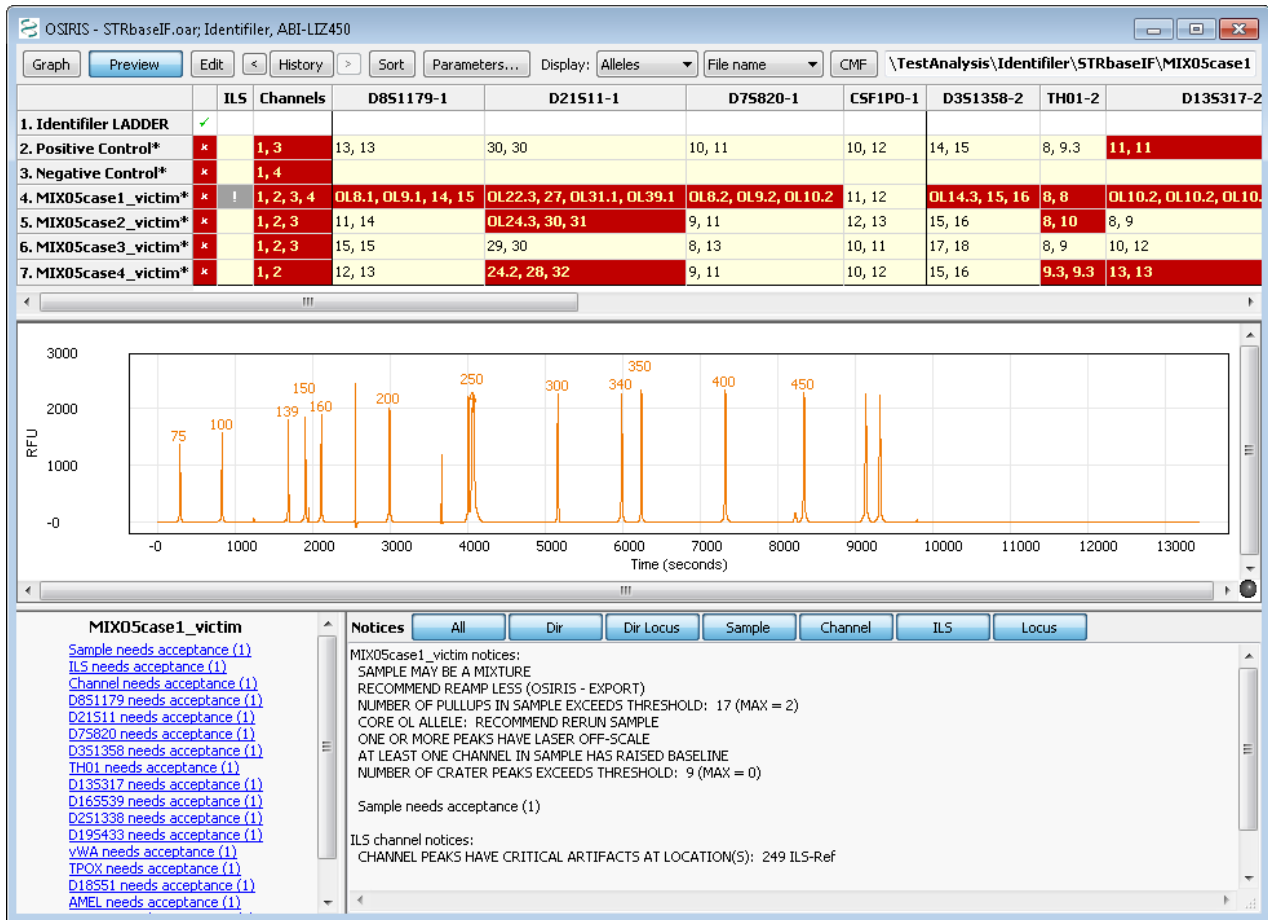 OSIRIS - STRbaseIF.oar; Identifiler, ABI-LIZ450
Graph Preview Edit < History > Sort Parameters... Display: Alleles File name CMF \TestAnalysis\Identifiler\STRbaseIF\MIX05case1
ILS Channels D8S1179-1 D21S11-1 D7S820-1 CSF1PO-1 D3S1358-2 TH01-2 D13S317-2
1. Identifiler LADDER
2. Positive Control* 1, 3 13, 13 30, 30 10, 11 10, 12 14, 15 8, 9.3 11, 11
3. Negative Control* 1, 4
4. MIX05case1_victim* ! 1, 2, 3, 4 OL8.1, OL9.1, 14, 15 OL22.3, 27, OL31.1, OL39.1 OL8.2, OL9.2, OL10.2 11, 12 OL14.3, 15, 16 8, 8 OL10.2, OL10.2, OL10.
5. MIX05case2_victim* 1, 2, 3 11, 14 OL24.3, 30, 31 9, 11 12, 13 15, 16 8, 10 8, 9
6. MIX05case3_victim* 1, 2, 3 15, 15 29, 30 8, 13 10, 11 17, 18 8, 9 10, 12
7. MIX05case4_victim* 1, 2 12, 13 24.2, 28, 32 9, 11 10, 12 15, 16 9.3, 9.3 13, 13
3000
2000
1000
-0
RFU
75 100 139 150 160 200 250 300 340 350 400 450
-0 1000 2000 3000 4000 5000 6000 7000 8000 9000 10000 11000 12000 13000
Time (seconds)
MIX05case1_victim
Sample needs acceptance (1)
ILS needs acceptance (1)
Channel needs acceptance (1)
D8S1179 needs acceptance (1)
D21S11 needs acceptance (1)
D7S820 needs acceptance (1)
D3S1358 needs acceptance (1)
TH01 needs acceptance (1)
D13S317 needs acceptance (1)
D16S539 needs acceptance (1)
D2S1338 needs acceptance (1)
D19S433 needs acceptance (1)
vWA needs acceptance (1)
TPOX needs acceptance (1)
D18S51 needs acceptance (1)
AMEL needs acceptance (1)
Notices All Dir Dir Locus Sample Channel ILS Locus
MIX05case1_victim notices:
SAMPLE MAY BE A MIXTURE
RECOMMEND REAMP LESS (OSIRIS - EXPORT)
NUMBER OF PULLUPS IN SAMPLE EXCEEDS THRESHOLD: 17 (MAX = 2)
CORE OL ALLELE: RECOMMEND RERUN SAMPLE
ONE OR MORE PEAKS HAVE LASER OFF-SCALE
AT LEAST ONE CHANNEL IN SAMPLE HAS RAISED BASELINE
NUMBER OF CRATER PEAKS EXCEEDS THRESHOLD: 9 (MAX = 0)
Sample needs acceptance (1)
ILS channel notices:
CHANNEL PEAKS HAVE CRITICAL ARTIFACTS AT LOCATION(S): 249 ILS-Ref